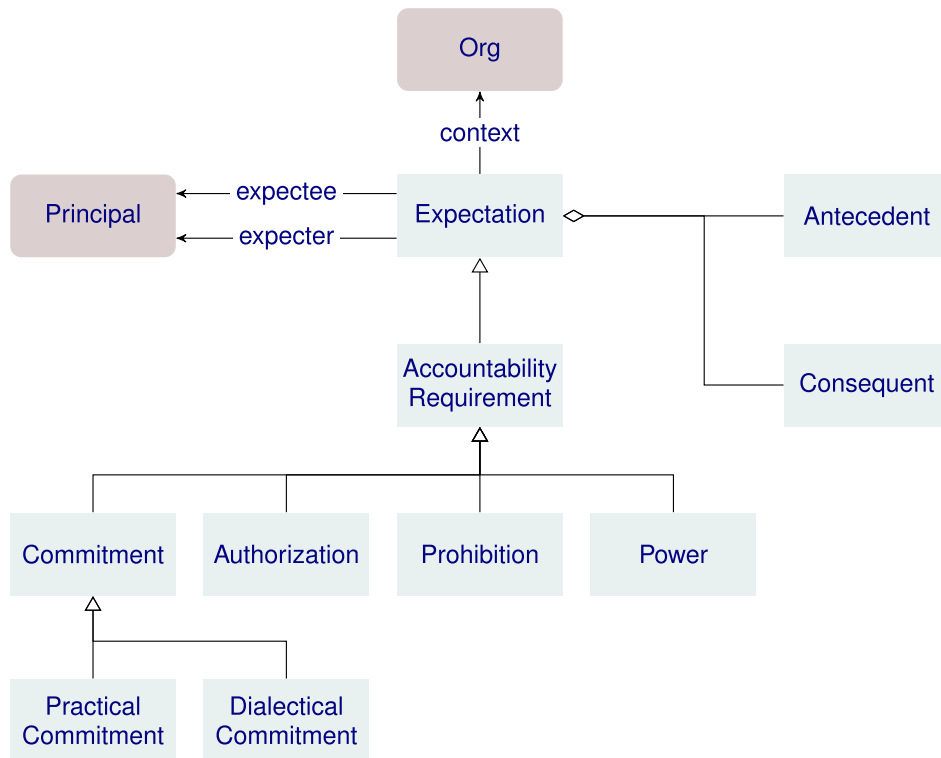 Org
context
Principal
expectee
expecter
Expectation
Antecedent
Accountability
Requirement
Consequent
Commitment
Authorization
Prohibition
Power
Practical
Commitment
Dialectical
Commitment